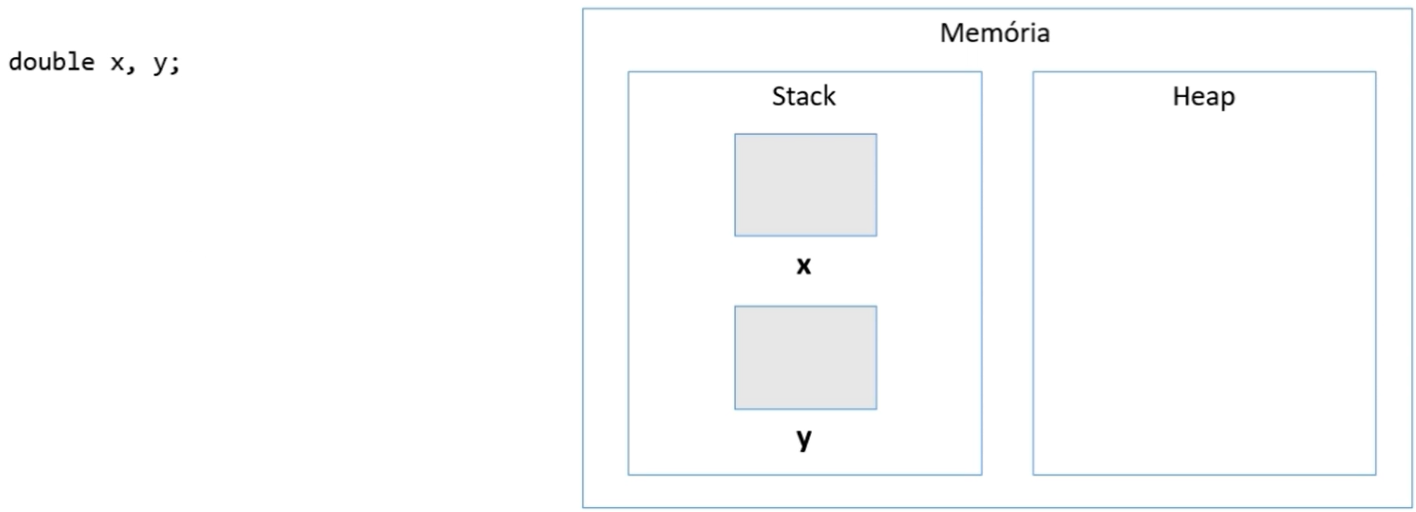 double x, y;
Memória
Stack
Heap
x
y